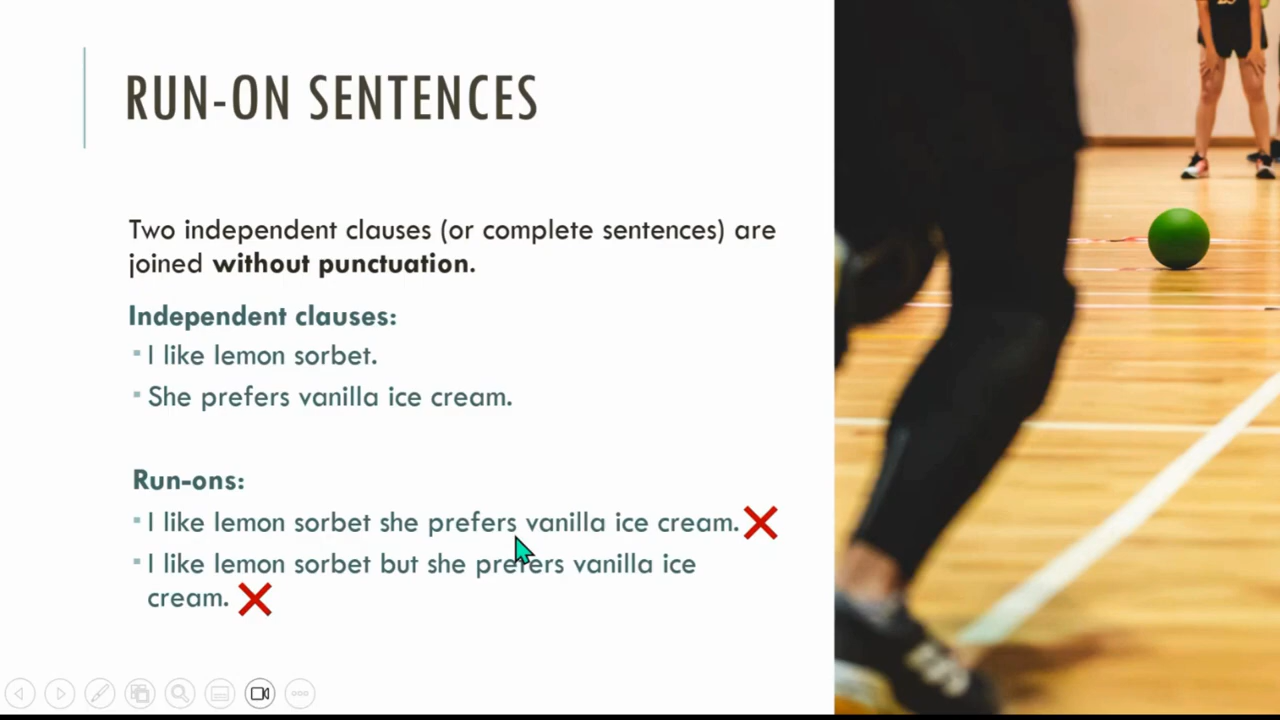 RUN-ON SENTENCES
Two independent clauses (or complete sentences) are
joined without punctuation.
Independent clauses:
I like lemon sorbet.
She prefers vanilla ice cream.
Run-ons:
I like lemon sorbet she prefers vanilla ice cream.
I like lemon sorbet but she prefers vanilla ice
cream.